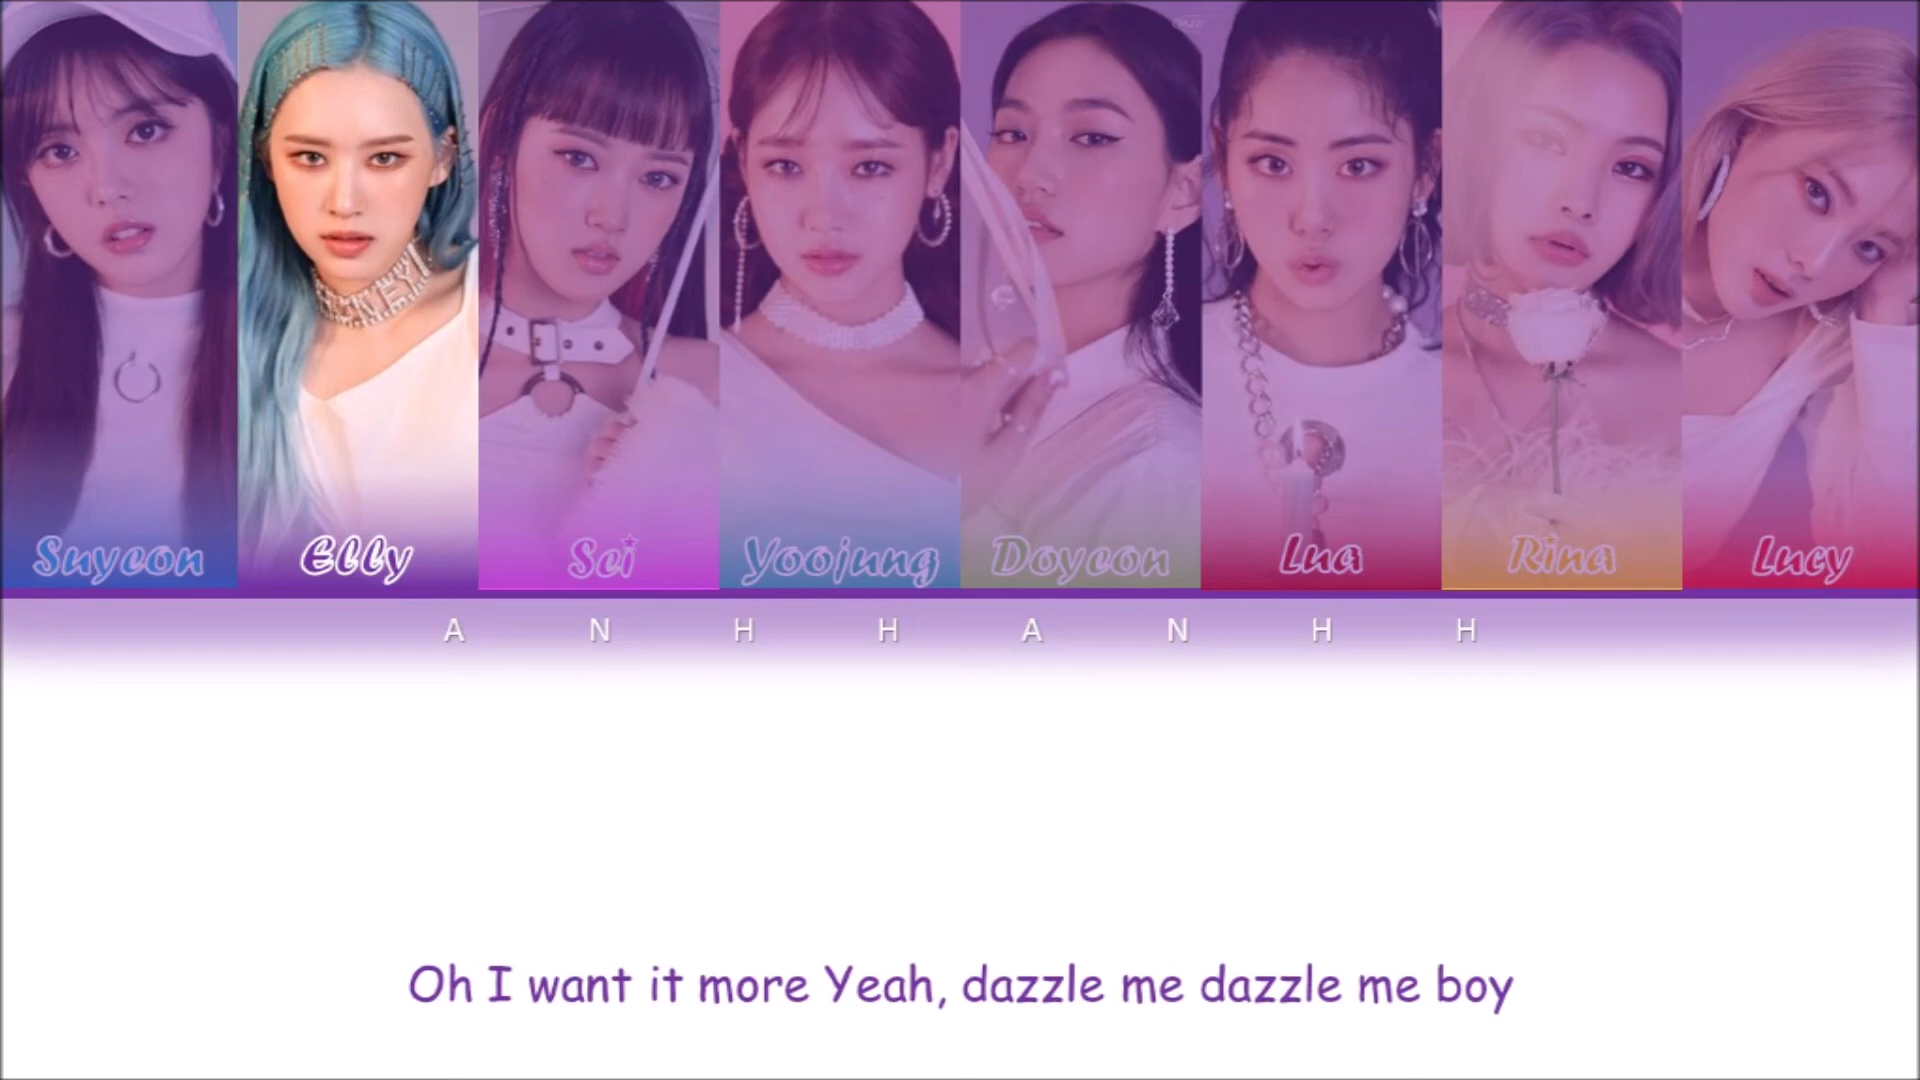 Suyeon Elly Sei Yoojung Doyeon Lua Rina Lucy
A N H H A N H H
Oh I want it more Yeah, dazzle me dazzle me boy